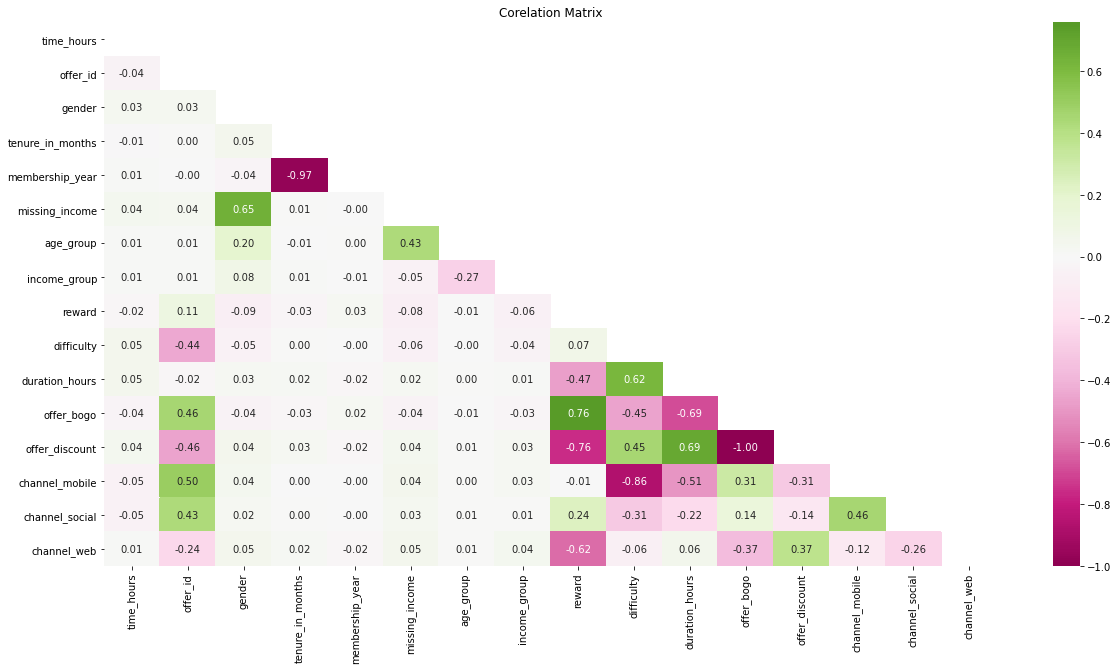 Corelation Matrix
time_hours
offer_id -0.04
gender 0.03 0.03
tenure_in_months -0.01 0.00 0.05
membership_year 0.01 -0.00 -0.04 -0.97
missing_income 0.04 0.04 0.65 0.01 -0.00
age_group 0.01 0.01 0.20 -0.01 0.00 0.43
income_group 0.01 0.01 0.08 0.01 -0.01 -0.05 -0.27
reward -0.02 0.11 -0.09 -0.03 0.03 -0.08 -0.01 -0.06
difficulty 0.05 -0.44 -0.05 0.00 -0.00 -0.06 -0.00 -0.04 0.07
duration_hours 0.05 -0.02 0.03 0.02 -0.02 0.02 0.00 0.01 -0.47 0.62
offer_bogo -0.04 0.46 -0.04 -0.03 0.02 -0.04 -0.01 -0.03 0.76 -0.45 -0.69
offer_discount 0.04 -0.46 0.04 0.03 -0.02 0.04 0.01 0.03 -0.76 0.45 0.69 -1.00
channel_mobile -0.05 0.50 0.04 0.00 -0.00 0.04 0.00 0.03 -0.01 -0.86 -0.51 0.31 -0.31
channel_social -0.05 0.43 0.02 0.00 -0.00 0.03 0.01 0.01 0.24 -0.31 -0.22 0.14 -0.14 0.46
channel_web 0.01 -0.24 0.05 0.02 -0.02 0.05 0.01 0.04 -0.62 -0.06 0.06 -0.37 0.37 -0.12 -0.26
time_hours
offer_id
gender
tenure_in_months
membership_year
missing_income
age_group
income_group
reward
difficulty
duration_hours
offer_bogo
offer_discount
channel_mobile
channel_social
channel_web
0.6
0.4
0.2
0.0
−0.2
−0.4
−0.6
−0.8
−1.0